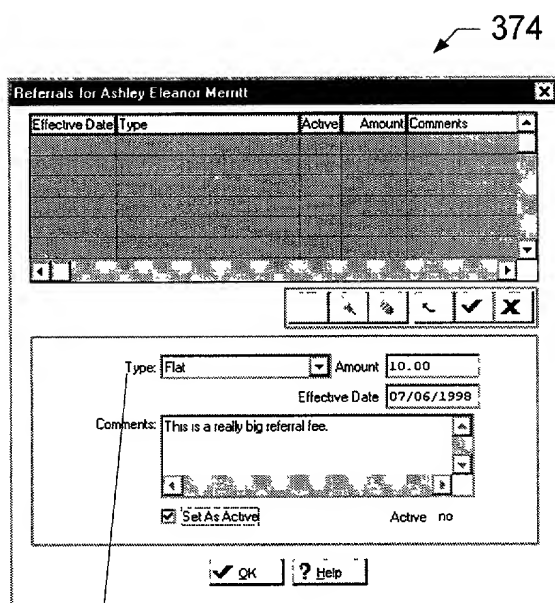 374
Referrals for Ashley Eleanor Merritt
Effective Date Type Active Amount Comments
Type: Flat Amount 10.00
Effective Date 07/06/1998
Comments: This is a really big referral fee.
Set As Active Active no
OK ? Help